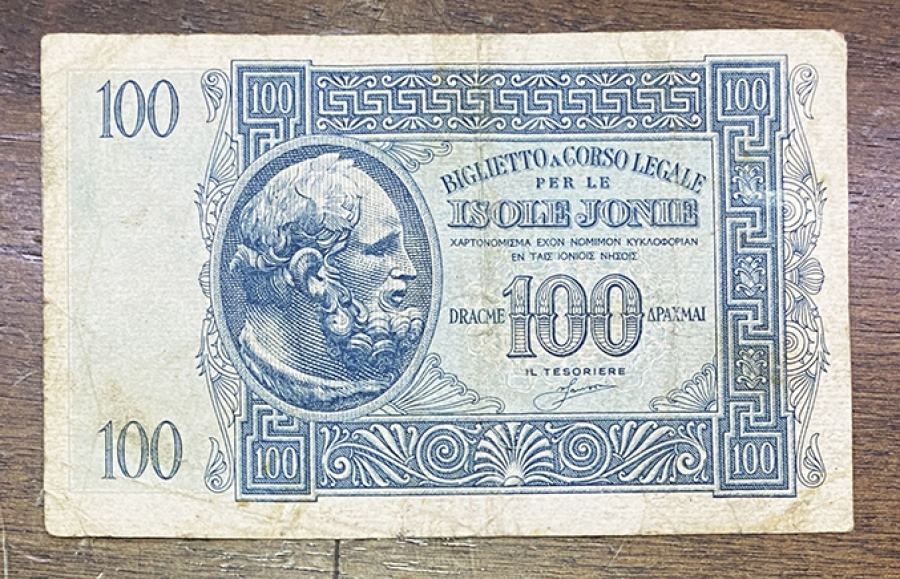 100
100
100
BIGLIETTO A CORSO LEGALE
PER LE
ISOLE JONIE
ΧΑΡΤΟΝΟΜΙΣΜΑ ΕΧΟΝ ΝΟΜΙΜΟΝ ΚΥΚΛΟΦΟΡΙΑΝ
ΕΝ ΤΑΙΣ ΙΟΝΙΟΙΣ ΝΗΣΟΙΣ
DRACME 100 ΔΡΑΧΜΑΙ
IL TESORIERE
100
100
100